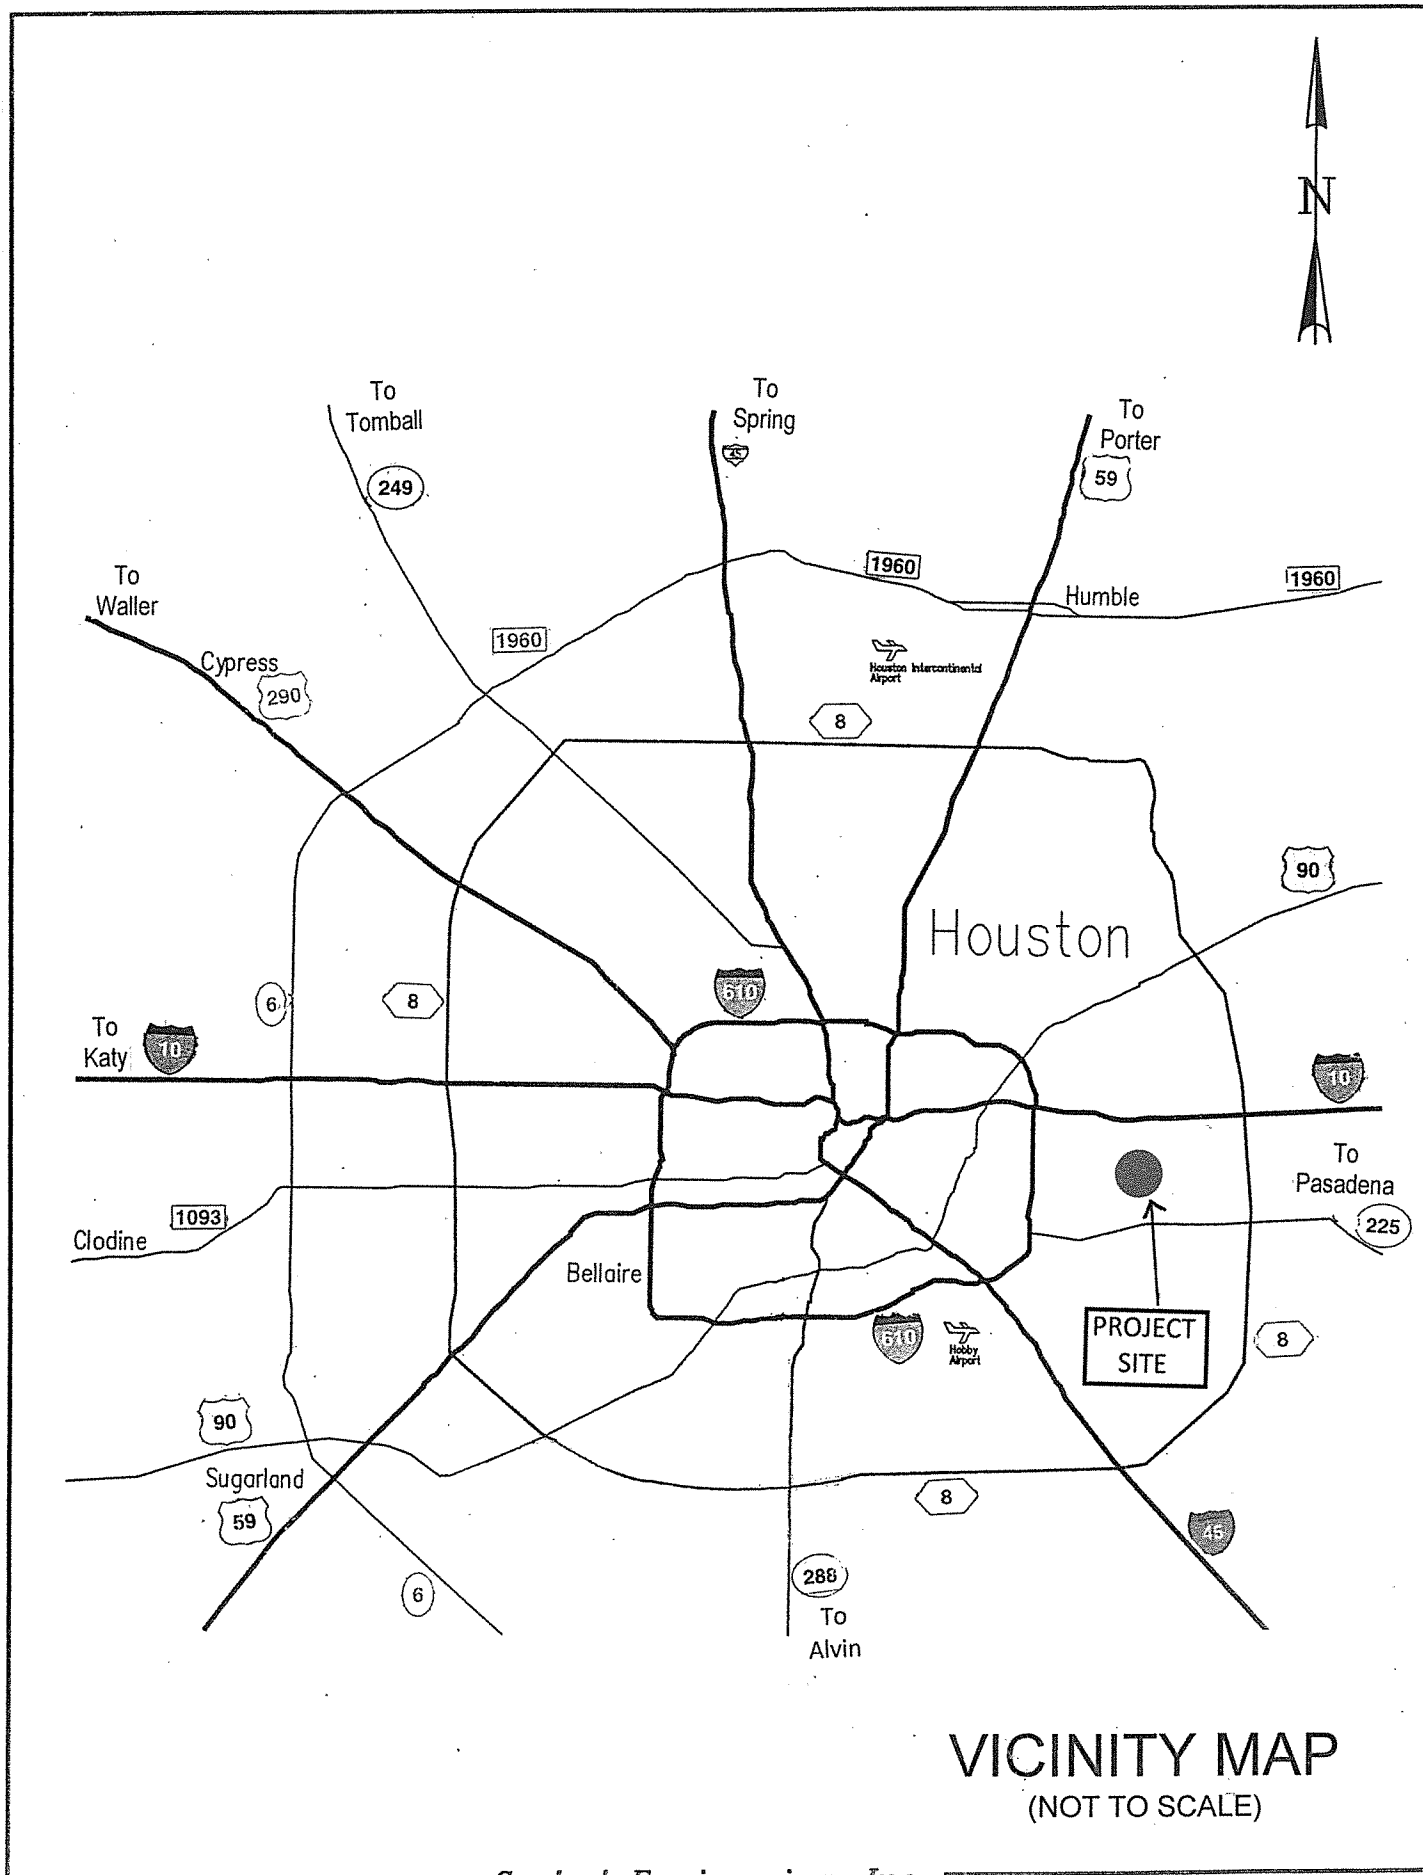 N
To
Tomball
249
To
Spring
45
To
Porter
59
To
Waller
Cypress
290
1960
1960
Humble
1960
Houston Intercontinental
Airport
8
90
Houston
610
6
8
To
Katy
10
10
To
Pasadena
225
1093
Clodine
Bellaire
PROJECT
SITE
610
Hobby
Airport
8
90
Sugarland
59
8
45
6
288
To
Alvin
VICINITY MAP
(NOT TO SCALE)